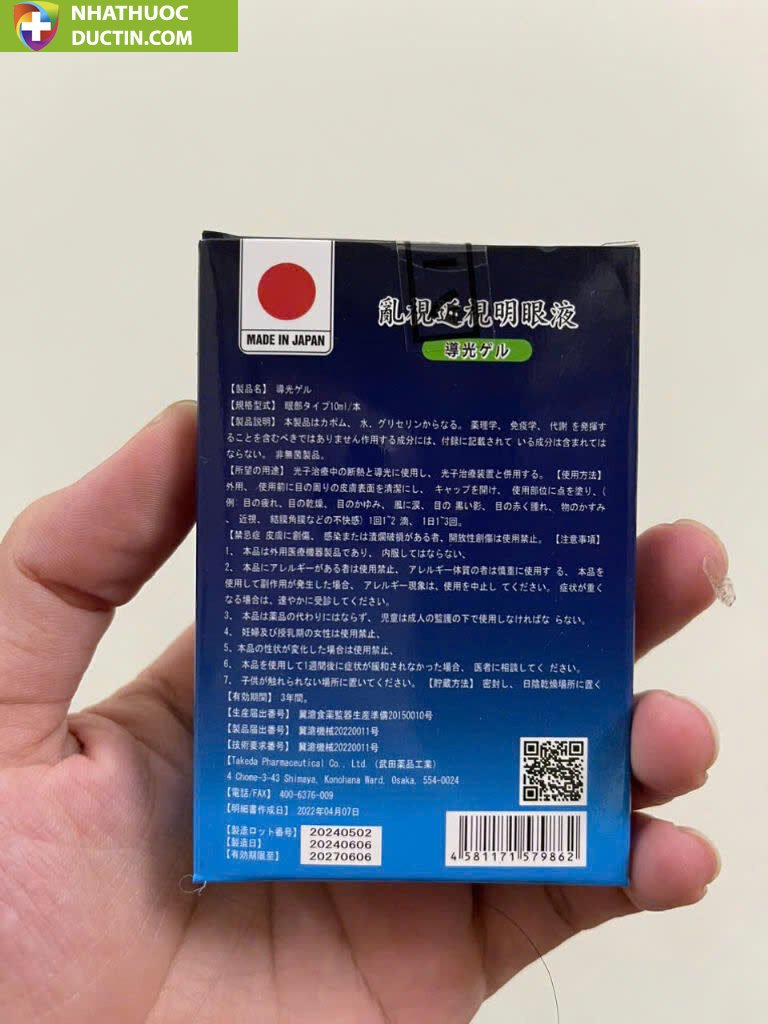 NHATHUOC
DUCTIN.COM
MADE IN JAPAN
亂視近視明眼液
導光ゲル
【製品名】 導光ゲル
【規格型式】 眼部タイプ10ml/本
【製品説明】 本製品はカポム、 水、グリセリンからなる。 薬理学、 免疫学、 代謝 を発揮す
ることを含むべきではありません作用する成分には、付録に記載されて いる成分は含まれては
ならない。 非無菌製品。
【所望の用途】 光子治療中の断熱と導光に使用し、 光子治療装置と併用する。 【使用方法】
外用、 使用前に目の周りの皮膚表面を清潔にし、 キャップを開け、 使用部位に点を塗り、(
例: 目の疲れ、目の乾燥、 目のかゆみ、 風に涙、 目の 黒い影、 目の赤く腫れ、 物のかすみ
、 近視、 結膜角膜などの不快感) 1回1~2 滴、 1日1~3回。
【禁忌症 皮膚に創傷、 感染または潰爛破損がある者、開放性創傷は使用禁止。 【注意事項】
1、 本品は外用医療機器製品であり、 内服してはならない、
2、 本品にアレルギーがある者は使用禁止、 アレルギー体質の者は慎重に使用す る、 本品を
使用して副作用が発生した場合、 アレルギー現象は、使用を中止し てください。 症状が重く
なる場合は、速やかに受診してください。
3、 本品は薬品の代わりにはならず、 児童は成人の監護の下で使用しなければな らない。
4、 妊婦及び授乳期の女性は使用禁止、
5、本品の性状が変化した場合は使用禁止、
6、 本品を使用して1週間後に症状が緩和されなかった場合、 医者に相談してく ださい。
7、 子供が触れられない場所に置いてください。 【貯蔵方法】 密封し、 日陰乾燥場所に置く
【有効期間】 3年間。
【生産届出番号】 冀滄食薬監器生産準備20150010号
【製品届出番号】 冀滄機械20220011号
【技術要求番号】 冀滄機械20220011号
【Takeda Pharmaceutical Co., Ltd (武田薬品工業)
4 Chome-3-43 Shimaya, Konohana Ward, Osaka, 554-0024
【電話/FAX】 400-6376-009
【明細書作成日】 2022年04月07日
【製造ロット番号】 20240502
【製造日】 20240606
【有効期限至】 20270606
4 581171 579862